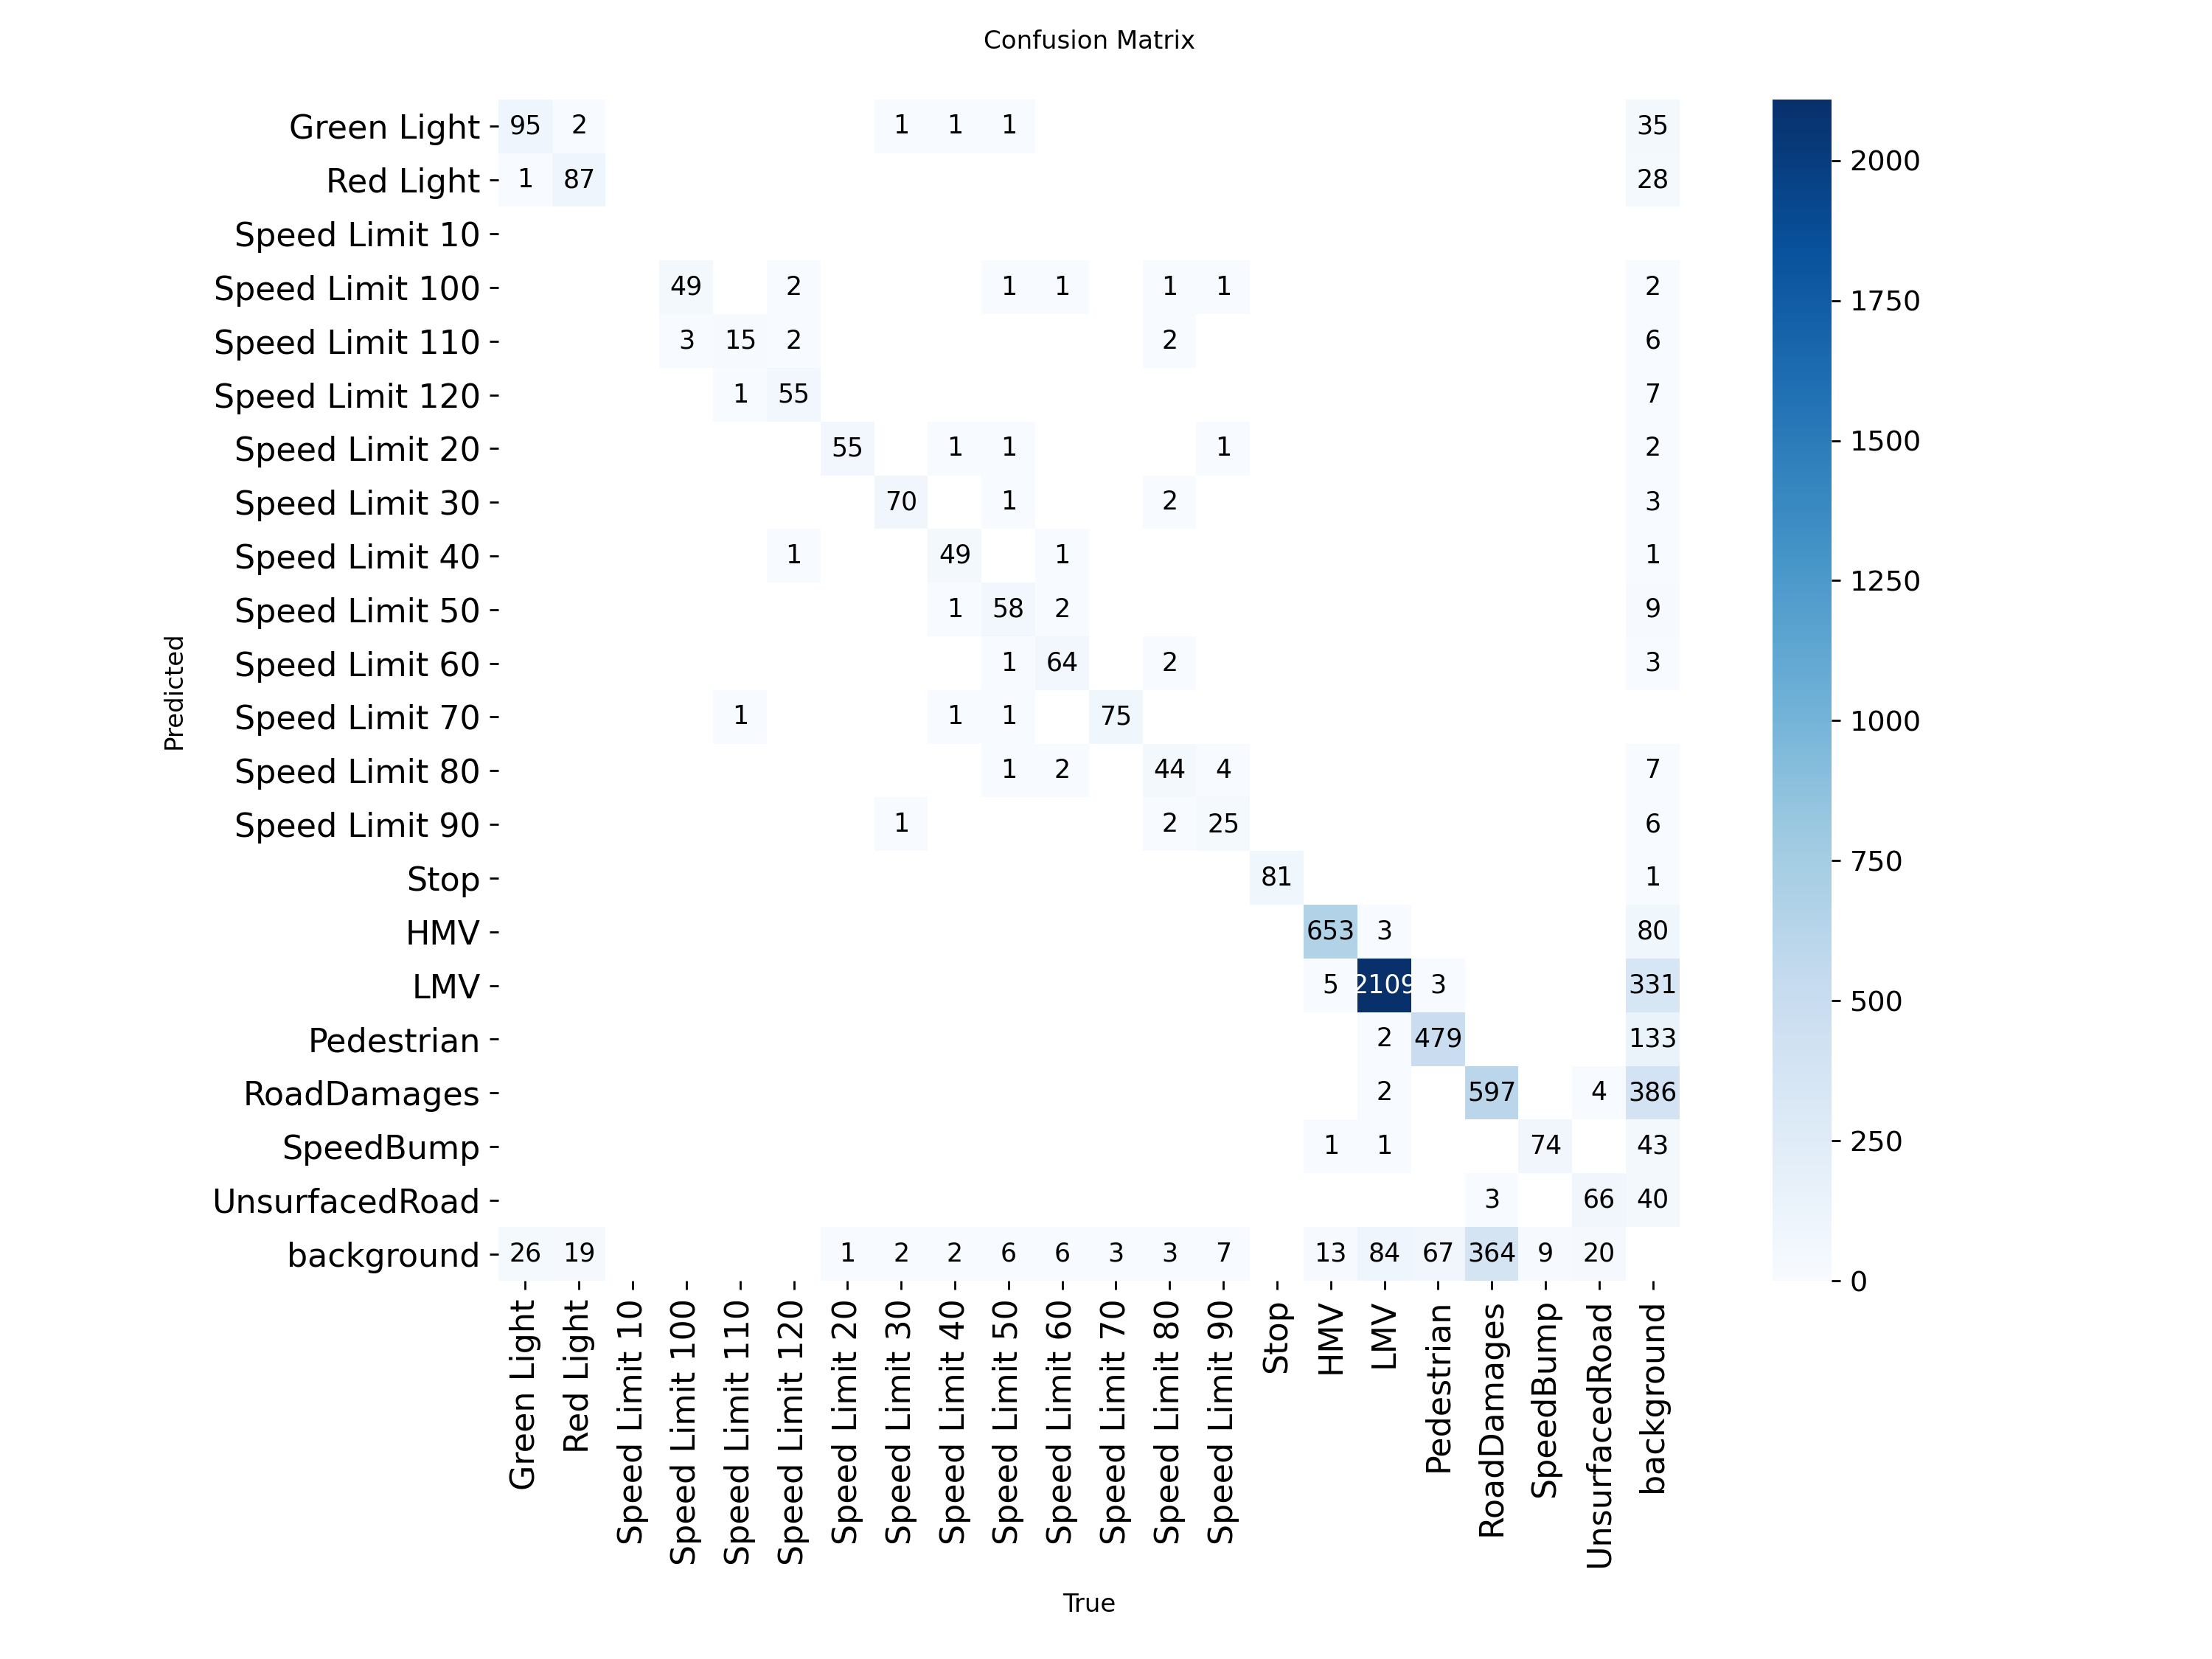 Confusion Matrix
Predicted
Green Light 95 2 1 1 1 35
Red Light 1 87 28
Speed Limit 10
Speed Limit 100 49 2 1 1 1 1 2
Speed Limit 110 3 15 2 2 6
Speed Limit 120 1 55 7
Speed Limit 20 55 1 1 1 2
Speed Limit 30 70 1 2 3
Speed Limit 40 1 49 1 1
Speed Limit 50 1 58 2 9
Speed Limit 60 1 64 2 3
Speed Limit 70 1 1 1 75
Speed Limit 80 1 2 44 4 7
Speed Limit 90 1 2 25 6
Stop 81 1
HMV 653 3 80
LMV 5 2109 3 331
Pedestrian 2 479 133
RoadDamages 2 597 4 386
SpeedBump 1 1 74 43
UnsurfacedRoad 3 66 40
background 26 19 1 2 2 6 6 3 3 7 13 84 67 364 9 20
Green Light
Red Light
Speed Limit 10
Speed Limit 100
Speed Limit 110
Speed Limit 120
Speed Limit 20
Speed Limit 30
Speed Limit 40
Speed Limit 50
Speed Limit 60
Speed Limit 70
Speed Limit 80
Speed Limit 90
Stop
HMV
LMV
Pedestrian
RoadDamages
SpeedBump
UnsurfacedRoad
background
True
2000
1750
1500
1250
1000
750
500
250
0